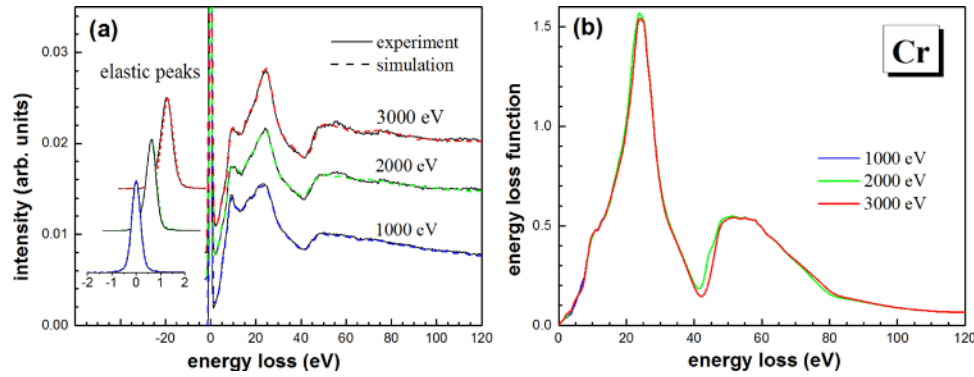 (a)
experiment
simulation
elastic peaks
3000 eV
2000 eV
1000 eV
0.03
0.02
0.01
0.00
-2 -1 0 1 2
-20 0 20 40 60 80 100 120
intensity (arb. units)
energy loss (eV)
(b)
Cr
1000 eV
2000 eV
3000 eV
1.5
1.0
0.5
0.0
0 20 40 60 80 100 120
energy loss function
energy loss (eV)